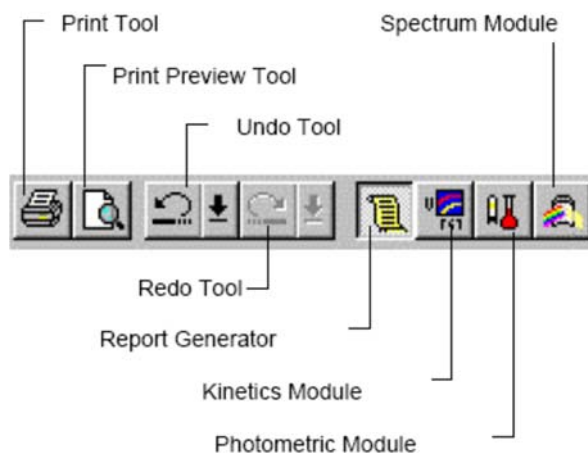 Print Tool
Spectrum Module
Print Preview Tool
Undo Tool
Redo Tool
Report Generator
Kinetics Module
Photometric Module